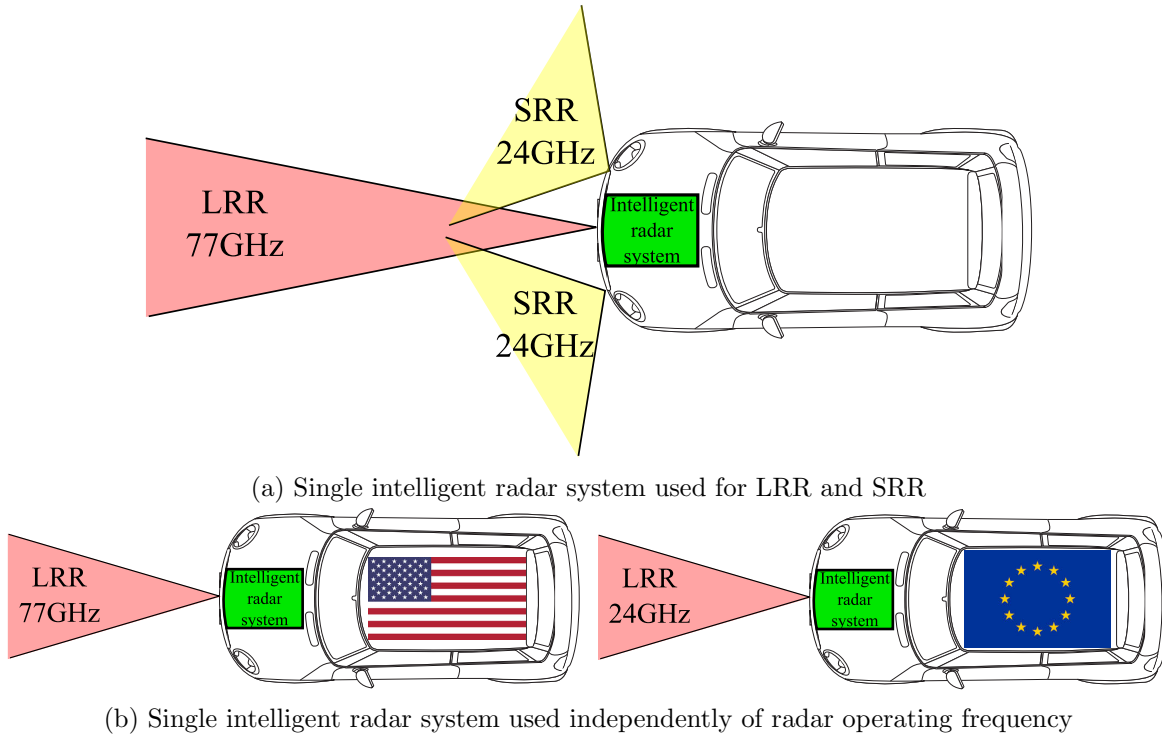 SRR
24GHz
LRR
77GHz
Intelligent
radar
system
SRR
24GHz
(a) Single intelligent radar system used for LRR and SRR
LRR
77GHz
Intelligent
radar
system
LRR
24GHz
Intelligent
radar
system
(b) Single intelligent radar system used independently of radar operating frequency